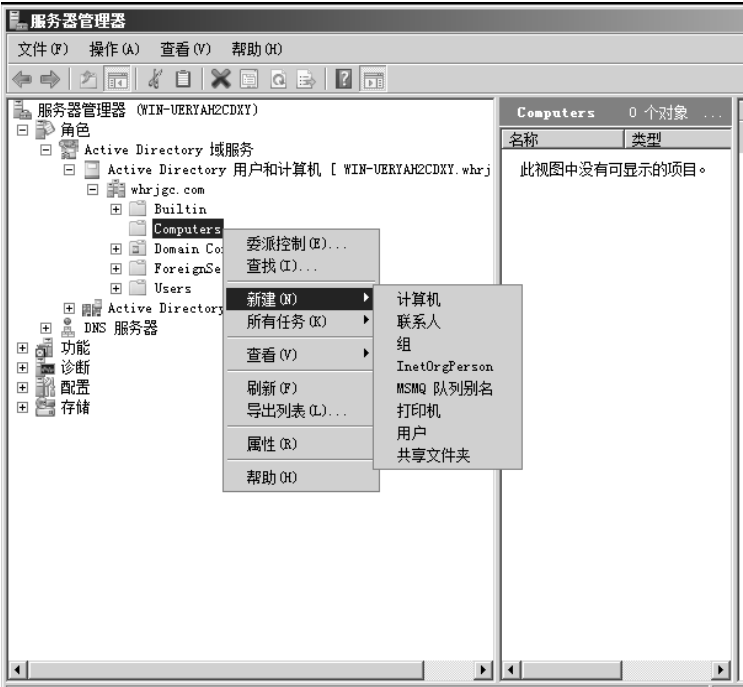 服务器管理器
文件(F) 操作(A) 查看(V) 帮助(H)
服务器管理器 (WIN-UERYAH2CDXY)
角色
Active Directory 域服务
Active Directory 用户和计算机 [ WIN-UERYAH2CDXY.whrj
whrjgc.com
Builtin
Computers
Domain Co
ForeignSe
Users
Active Directory
DNS 服务器
功能
诊断
配置
存储
委派控制(E)...
查找(I)...
新建(N)
所有任务(K)
查看(V)
刷新(F)
导出列表(L)...
属性(R)
帮助(H)
计算机
联系人
组
InetOrgPerson
MSMQ 队列别名
打印机
用户
共享文件夹
Computers 0 个对象 ...
名称 类型
此视图中没有可显示的项目。